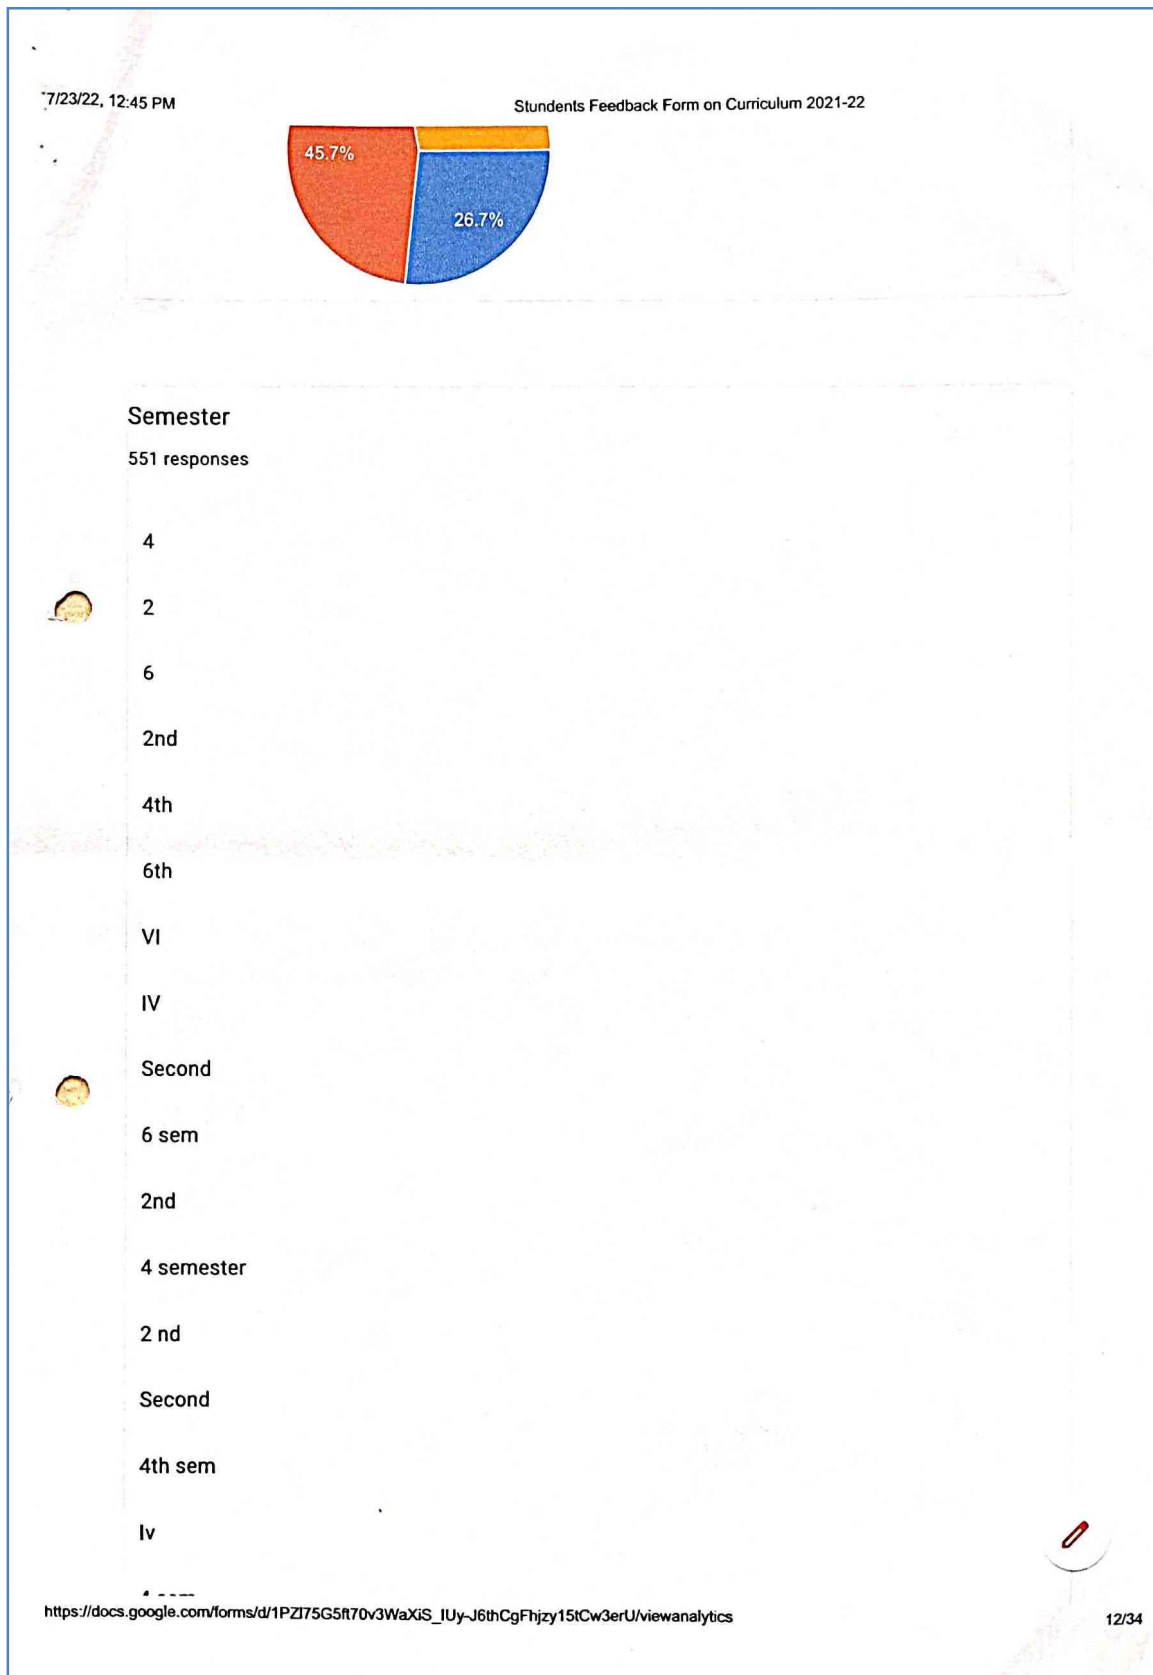 7/23/22, 12:45 PM
Stundents Feedback Form on Curriculum 2021-22
45.7%
26.7%
Semester
551 responses
4
2
6
2nd
4th
6th
VI
IV
Second
6 sem
2nd
4 semester
2 nd
Second
4th sem
Iv
https://docs.google.com/forms/d/1PZI75G5ft70v3WaXiS_IUy-J6thCgFhjzy15tCw3erU/viewanalytics
12/34